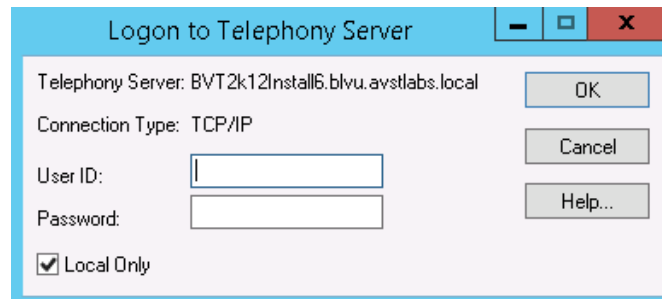 Logon to Telephony Server
Telephony Server: BVT2k12Install6.blvu.avstlabs.local
OK
Connection Type: TCP/IP
Cancel
User ID:
Help...
Password:
Local Only